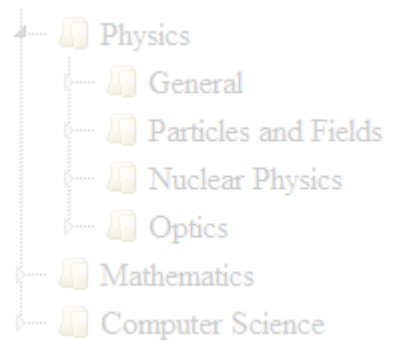 Physics
General
Particles and Fields
Nuclear Physics
Optics
Mathematics
Computer Science